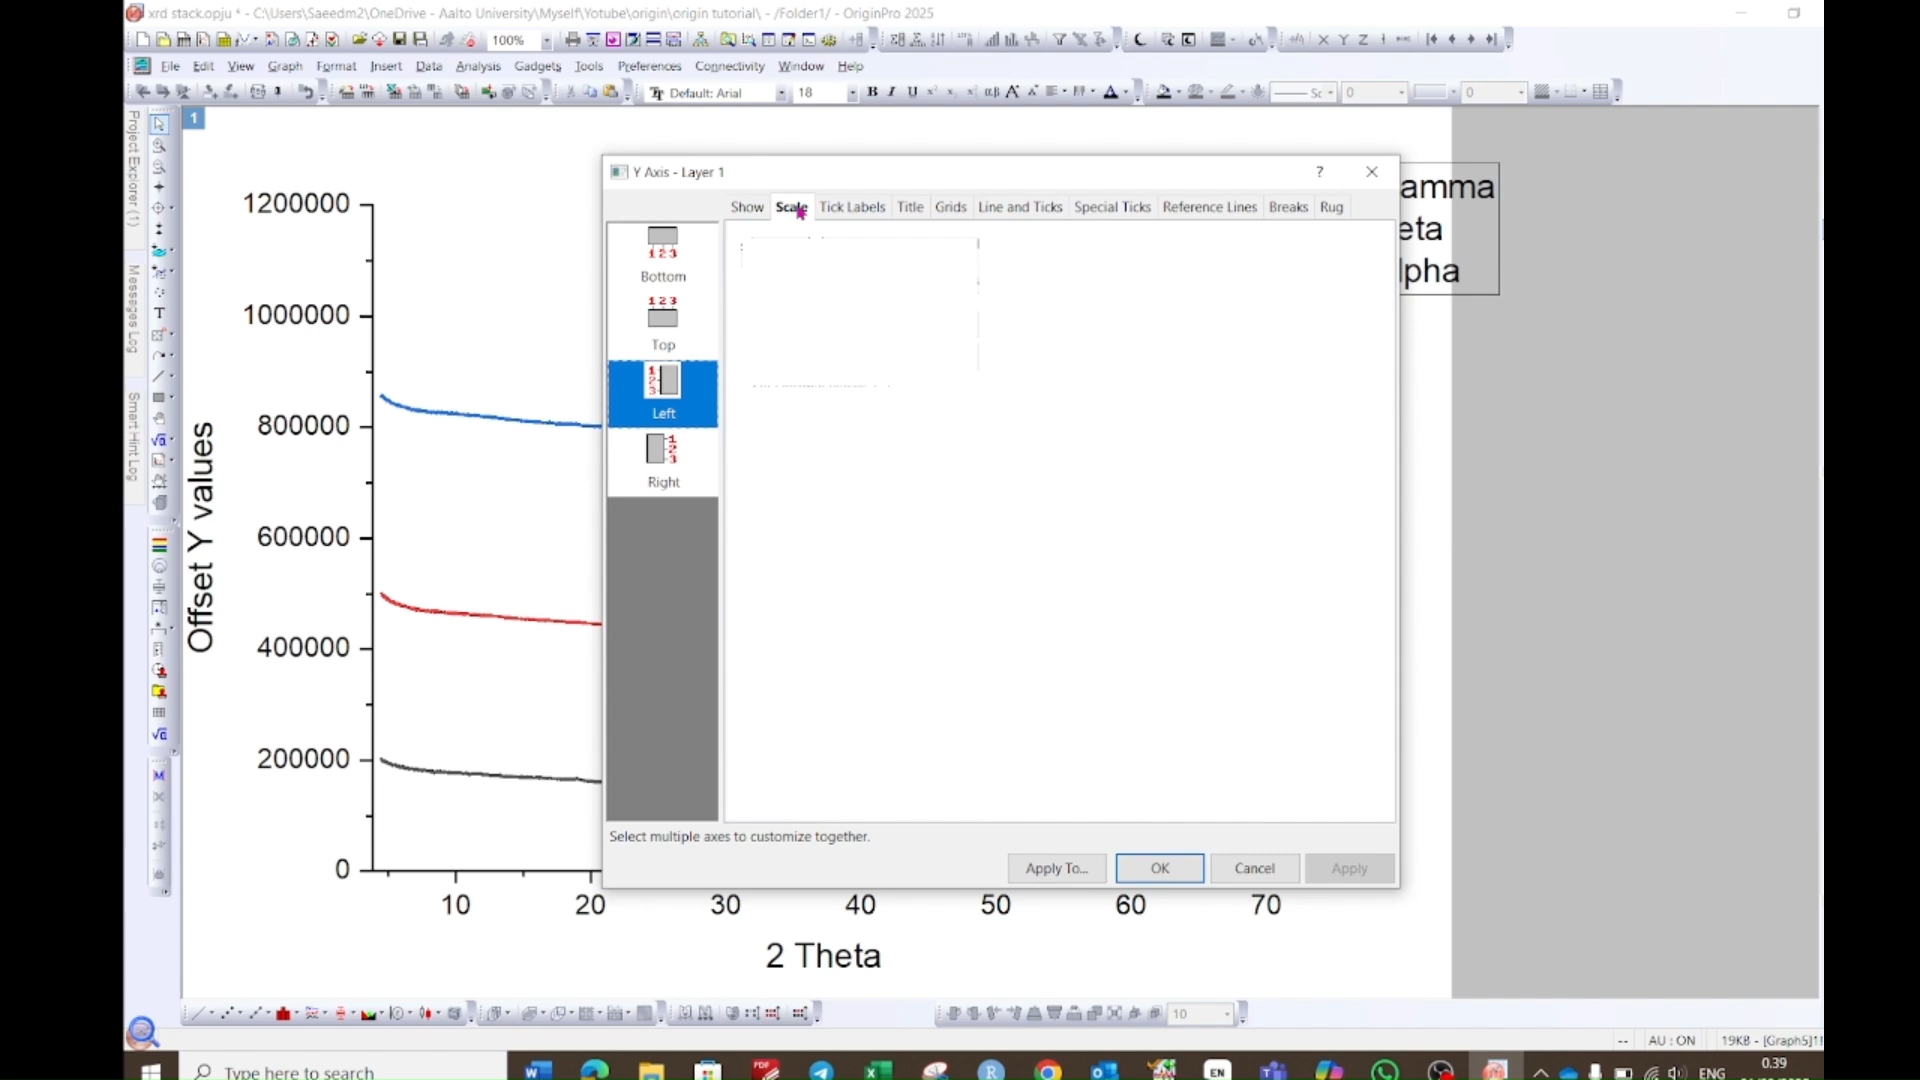 xrd stack.opju * - C:\Users\Saeedm2\OneDrive - Aalto University\Myself\Yotube\origin\origin tutorial\ - /Folder1/ - OriginPro 2025
100%
File Edit View Graph Format Insert Data Analysis Gadgets Tools Preferences Connectivity Window Help
Default: Arial 18 B I U 0 0
Project Explorer (1)
Messages Log
Smart Hint Log
1
Y Axis - Layer 1
Show Scale Tick Labels Title Grids Line and Ticks Special Ticks Reference Lines Breaks Rug
Bottom
Top
Left
Right
Select multiple axes to customize together.
Apply To... OK Cancel Apply
amma
eta
lpha
1200000
1000000
800000
600000
400000
200000
0
Offset Y values
10 20 30 40 50 60 70
2 Theta
10
-- AU : ON 19KB - [Graph5]1!
Type here to search
EN
ENG
0.39